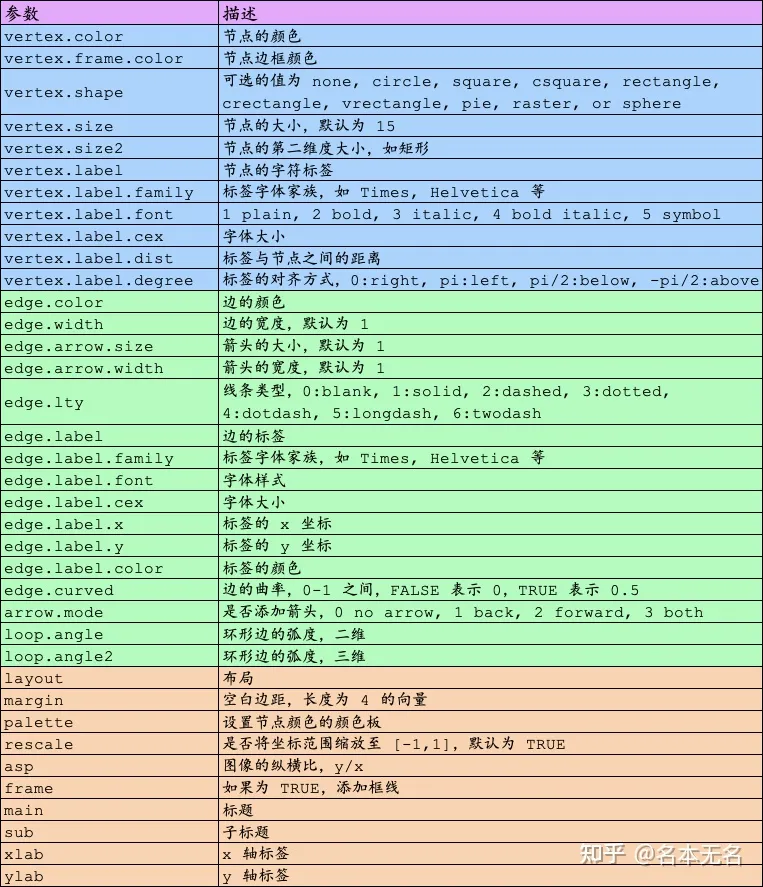 参数 描述
vertex.color 节点的颜色
vertex.frame.color 节点边框颜色
vertex.shape 可选的值为 none, circle, square, csquare, rectangle,
crectangle, vrectangle, pie, raster, or sphere
vertex.size 节点的大小，默认为 15
vertex.size2 节点的第二维度大小，如矩形
vertex.label 节点的字符标签
vertex.label.family 标签字体家族，如 Times, Helvetica 等
vertex.label.font 1 plain, 2 bold, 3 italic, 4 bold italic, 5 symbol
vertex.label.cex 字体大小
vertex.label.dist 标签与节点之间的距离
vertex.label.degree 标签的对齐方式，0:right, pi:left, pi/2:below, -pi/2:above
edge.color 边的颜色
edge.width 边的宽度，默认为 1
edge.arrow.size 箭头的大小，默认为 1
edge.arrow.width 箭头的宽度，默认为 1
edge.lty 线条类型，0:blank, 1:solid, 2:dashed, 3:dotted,
4:dotdash, 5:longdash, 6:twodash
edge.label 边的标签
edge.label.family 标签字体家族，如 Times, Helvetica 等
edge.label.font 字体样式
edge.label.cex 字体大小
edge.label.x 标签的 x 坐标
edge.label.y 标签的 y 坐标
edge.label.color 标签的颜色
edge.curved 边的曲率，0-1 之间，FALSE 表示 0，TRUE 表示 0.5
arrow.mode 是否添加箭头，0 no arrow, 1 back, 2 forward, 3 both
loop.angle 环形边的弧度，二维
loop.angle2 环形边的弧度，三维
layout 布局
margin 空白边距，长度为 4 的向量
palette 设置节点颜色的颜色板
rescale 是否将坐标范围缩放至 [-1,1]，默认为 TRUE
asp 图像的纵横比，y/x
frame 如果为 TRUE，添加框线
main 标题
sub 子标题
xlab x 轴标签
ylab y 轴标签
知乎 @名本无名